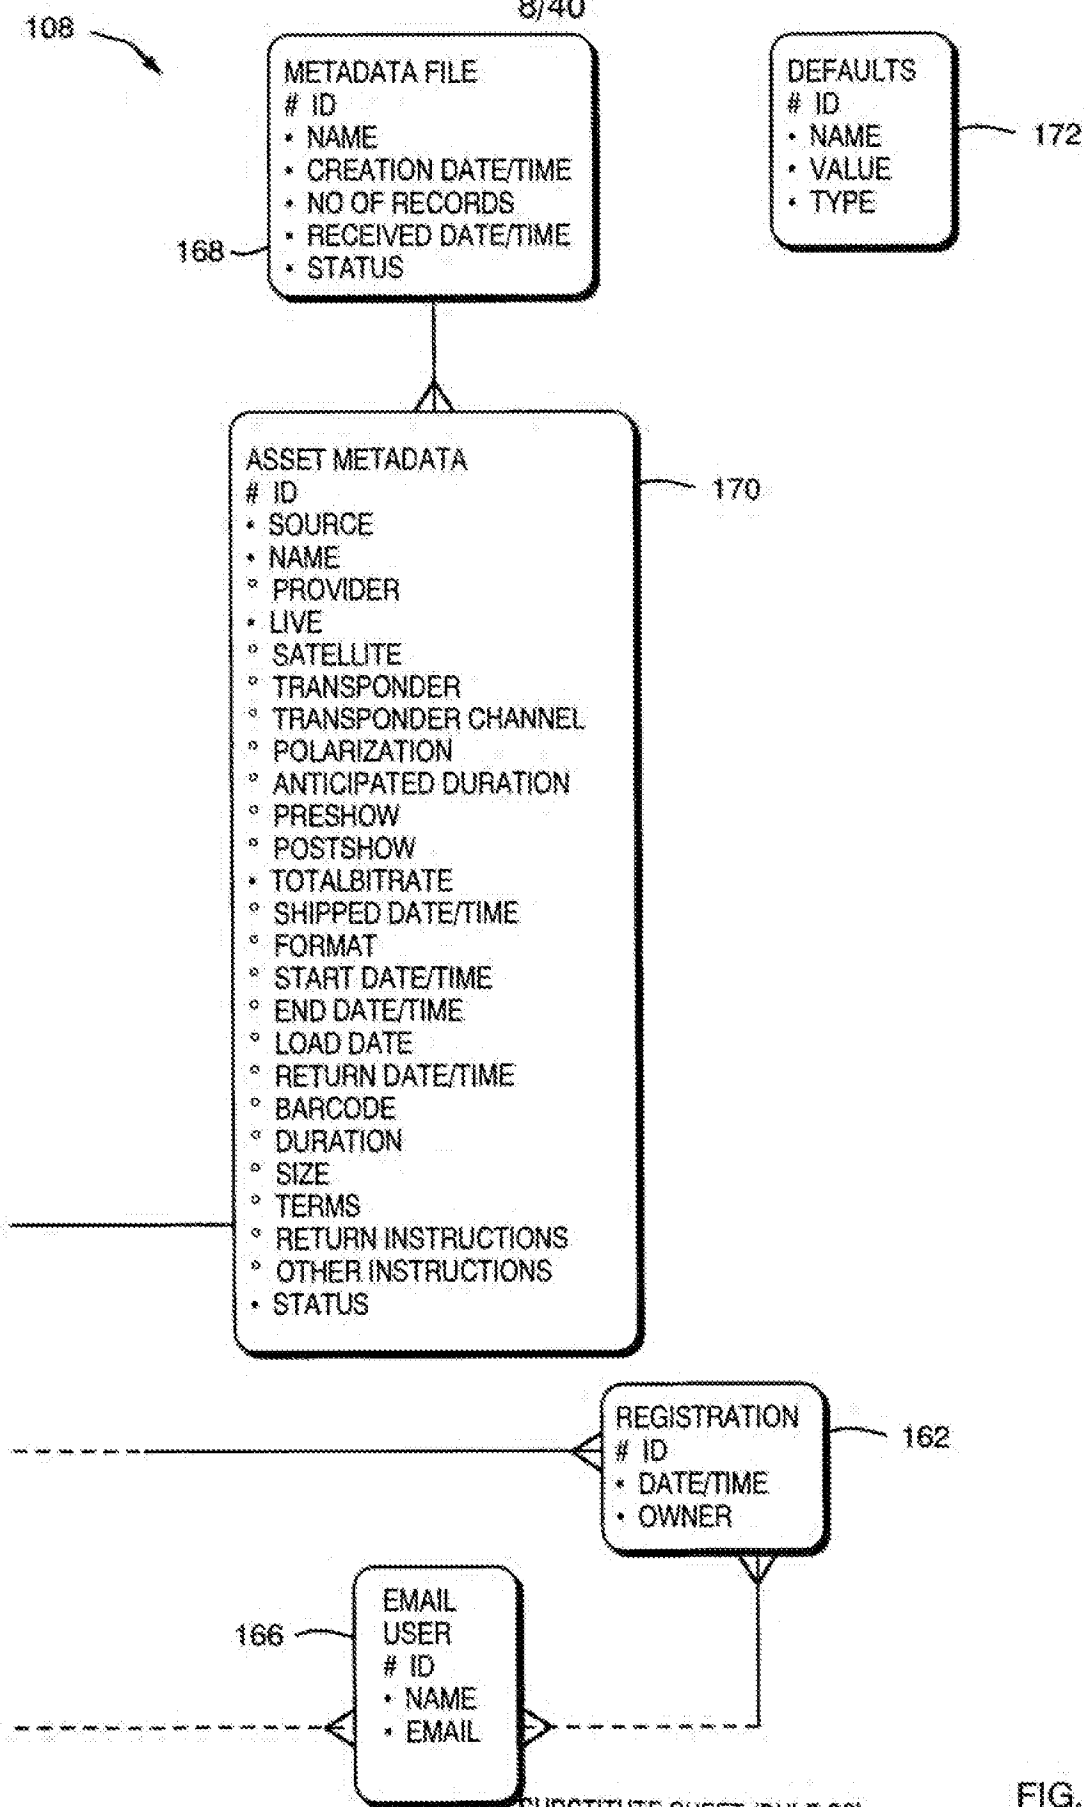 8/40
108
METADATA FILE
# ID
• NAME
• CREATION DATE/TIME
• NO OF RECORDS
• RECEIVED DATE/TIME
• STATUS
168
DEFAULTS
# ID
• NAME
• VALUE
• TYPE
172
ASSET METADATA
# ID
• SOURCE
• NAME
° PROVIDER
• LIVE
° SATELLITE
° TRANSPONDER
° TRANSPONDER CHANNEL
° POLARIZATION
° ANTICIPATED DURATION
° PRESHOW
° POSTSHOW
• TOTALBITRATE
° SHIPPED DATE/TIME
° FORMAT
° START DATE/TIME
° END DATE/TIME
° LOAD DATE
° RETURN DATE/TIME
° BARCODE
° DURATION
° SIZE
° TERMS
° RETURN INSTRUCTIONS
° OTHER INSTRUCTIONS
• STATUS
170
REGISTRATION
# ID
• DATE/TIME
• OWNER
162
EMAIL
USER
# ID
• NAME
• EMAIL
166
SUBSTITUTE SHEET
FIG.